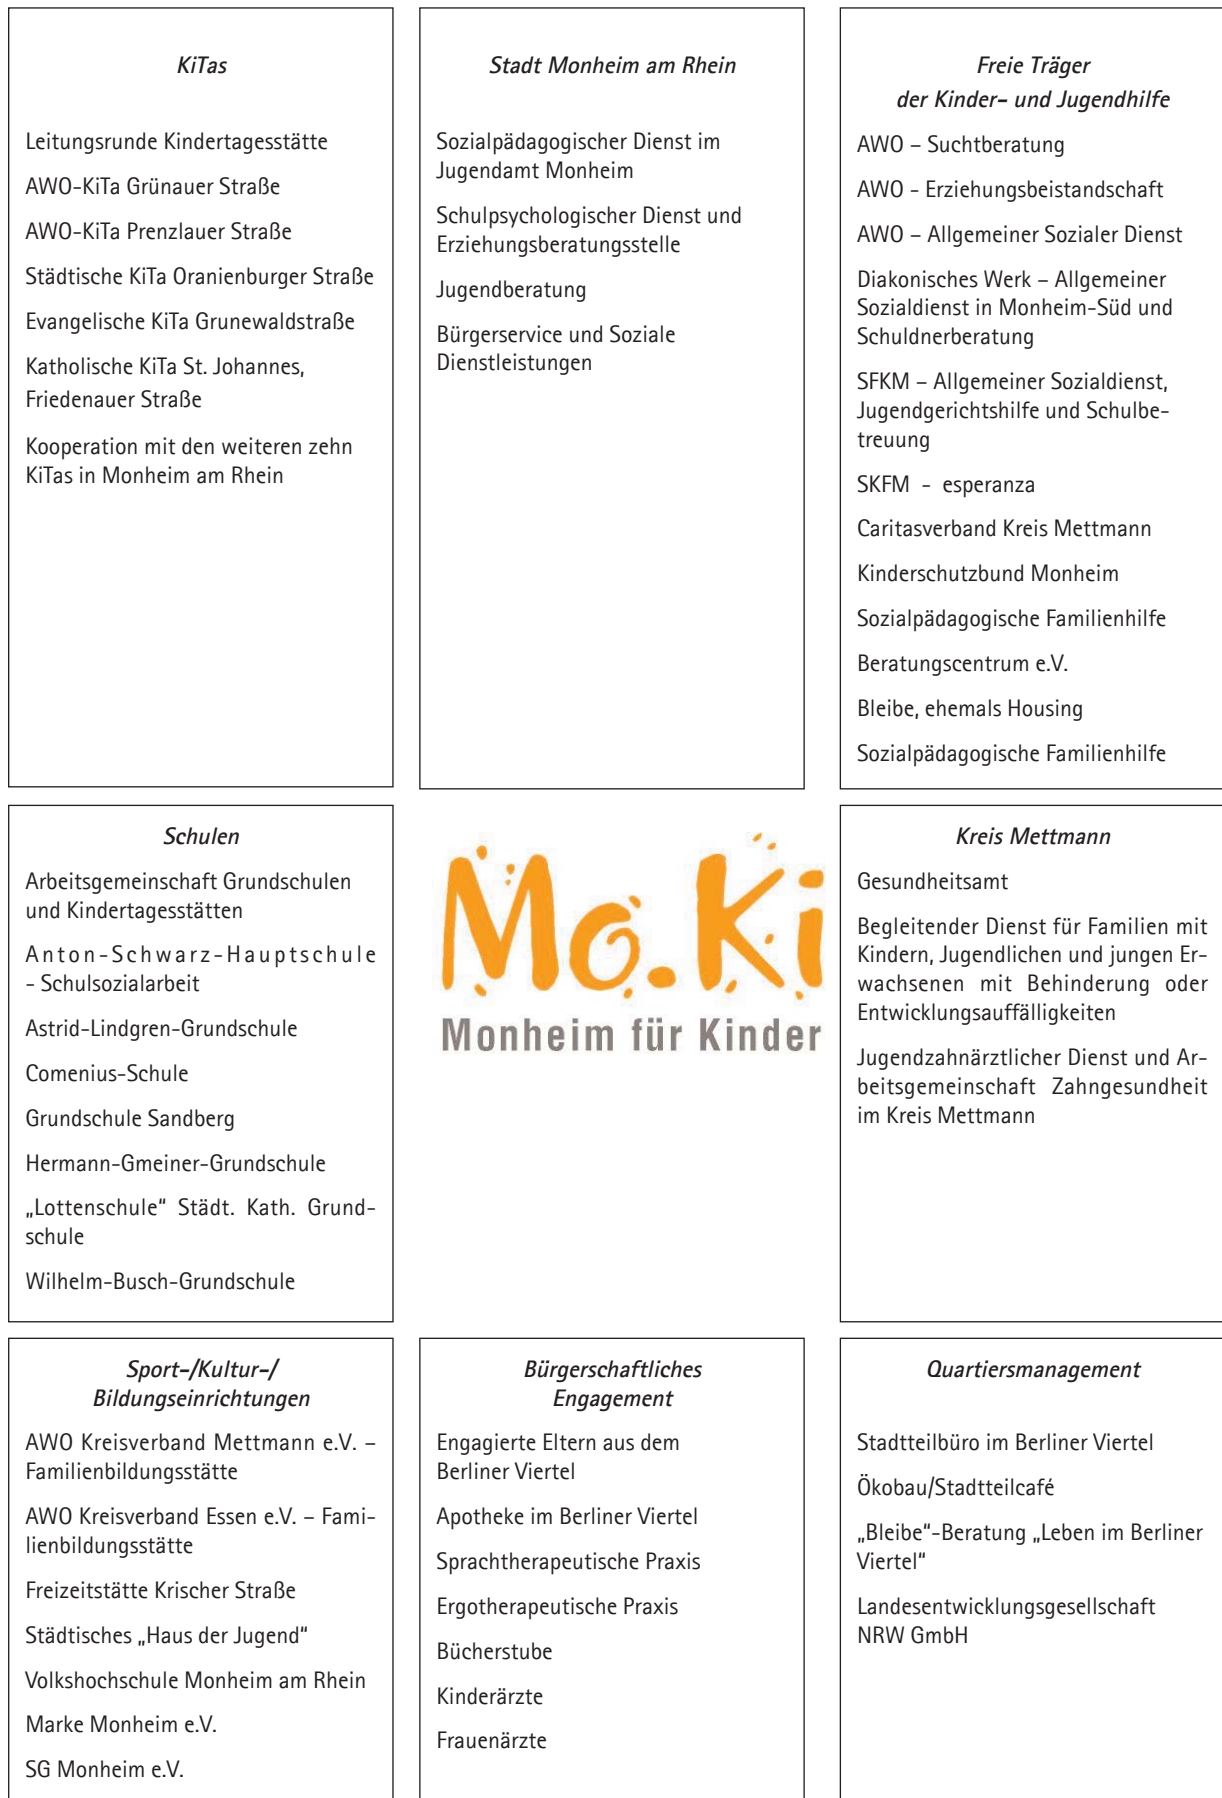 KiTas
Leitungsrunde Kindertagesstätte
AWO-KiTa Grünauer Straße
AWO-KiTa Prenzlauer Straße
Städtische KiTa Oranienburger Straße
Evangelische KiTa Grunewaldstraße
Katholische KiTa St. Johannes,
Friedenauer Straße
Kooperation mit den weiteren zehn
KiTas in Monheim am Rhein
Stadt Monheim am Rhein
Sozialpädagogischer Dienst im
Jugendamt Monheim
Schulpsychologischer Dienst und
Erziehungsberatungsstelle
Jugendberatung
Bürgerservice und Soziale
Dienstleistungen
Freie Träger
der Kinder- und Jugendhilfe
AWO – Suchtberatung
AWO - Erziehungsbeistandschaft
AWO – Allgemeiner Sozialer Dienst
Diakonisches Werk – Allgemeiner
Sozialdienst in Monheim-Süd und
Schuldnerberatung
SFKM – Allgemeiner Sozialdienst,
Jugendgerichtshilfe und Schulbe-
treuung
SKFM - esperanza
Caritasverband Kreis Mettmann
Kinderschutzbund Monheim
Sozialpädagogische Familienhilfe
Beratungscentrum e.V.
Bleibe, ehemals Housing
Sozialpädagogische Familienhilfe
Schulen
Arbeitsgemeinschaft Grundschulen
und Kindertagesstätten
Anton-Schwarz-Hauptschule
- Schulsozialarbeit
Astrid-Lindgren-Grundschule
Comenius-Schule
Grundschule Sandberg
Hermann-Gmeiner-Grundschule
„Lottenschule“ Städt. Kath. Grund-
schule
Wilhelm-Busch-Grundschule
Mo.Ki
Monheim für Kinder
Kreis Mettmann
Gesundheitsamt
Begleitender Dienst für Familien mit
Kindern, Jugendlichen und jungen Er-
wachsenen mit Behinderung oder
Entwicklungsauffälligkeiten
Jugendzahnärztlicher Dienst und Ar-
beitsgemeinschaft Zahngesundheit
im Kreis Mettmann
Sport-/Kultur-/
Bildungseinrichtungen
AWO Kreisverband Mettmann e.V. –
Familienbildungsstätte
AWO Kreisverband Essen e.V. – Fami-
lienbildungsstätte
Freizeitstätte Krischer Straße
Städtisches „Haus der Jugend“
Volkshochschule Monheim am Rhein
Marke Monheim e.V.
SG Monheim e.V.
Bürgerschaftliches
Engagement
Engagierte Eltern aus dem
Berliner Viertel
Apotheke im Berliner Viertel
Sprachtherapeutische Praxis
Ergotherapeutische Praxis
Bücherstube
Kinderärzte
Frauenärzte
Quartiersmanagement
Stadtteilbüro im Berliner Viertel
Ökobau/Stadtteilcafé
„Bleibe“-Beratung „Leben im Berliner
Viertel“
Landesentwicklungsgesellschaft
NRW GmbH